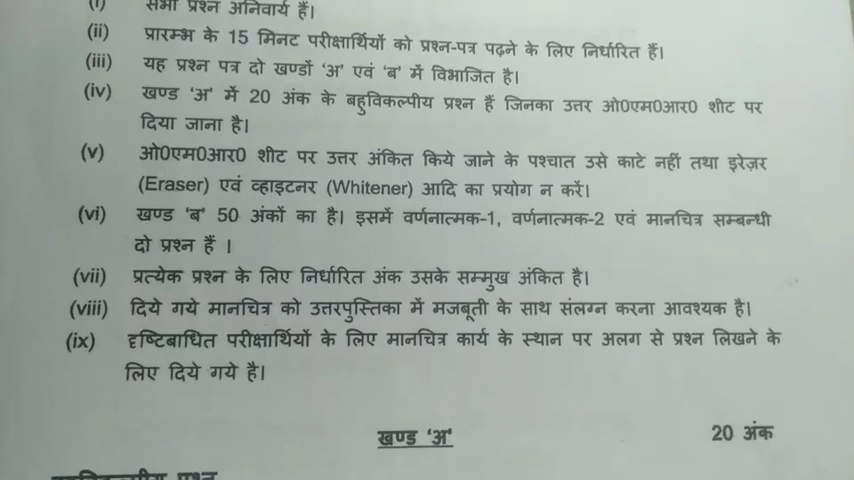 (i) सभी प्रश्न अनिवार्य हैं।
(ii) प्रारम्भ के 15 मिनट परीक्षार्थियों को प्रश्न-पत्र पढ़ने के लिए निर्धारित हैं।
(iii) यह प्रश्न पत्र दो खण्डों 'अ' एवं 'ब' में विभाजित है।
(iv) खण्ड 'अ' में 20 अंक के बहुविकल्पीय प्रश्न हैं जिनका उत्तर ओ0एम0आर0 शीट पर
दिया जाना है।
(v) ओ0एम0आर0 शीट पर उत्तर अंकित किये जाने के पश्चात उसे काटे नहीं तथा इरेज़र
(Eraser) एवं व्हाइटनर (Whitener) आदि का प्रयोग न करें।
(vi) खण्ड 'ब' 50 अंकों का है। इसमें वर्णनात्मक-1, वर्णनात्मक-2 एवं मानचित्र सम्बन्धी
दो प्रश्न हैं ।
(vii) प्रत्येक प्रश्न के लिए निर्धारित अंक उसके सम्मुख अंकित है।
(viii) दिये गये मानचित्र को उत्तरपुस्तिका में मजबूती के साथ संलग्न करना आवश्यक है।
(ix) दृष्टिबाधित परीक्षार्थियों के लिए मानचित्र कार्य के स्थान पर अलग से प्रश्न लिखने के
लिए दिये गये है।
खण्ड 'अ' 20 अंक
प्रश्न